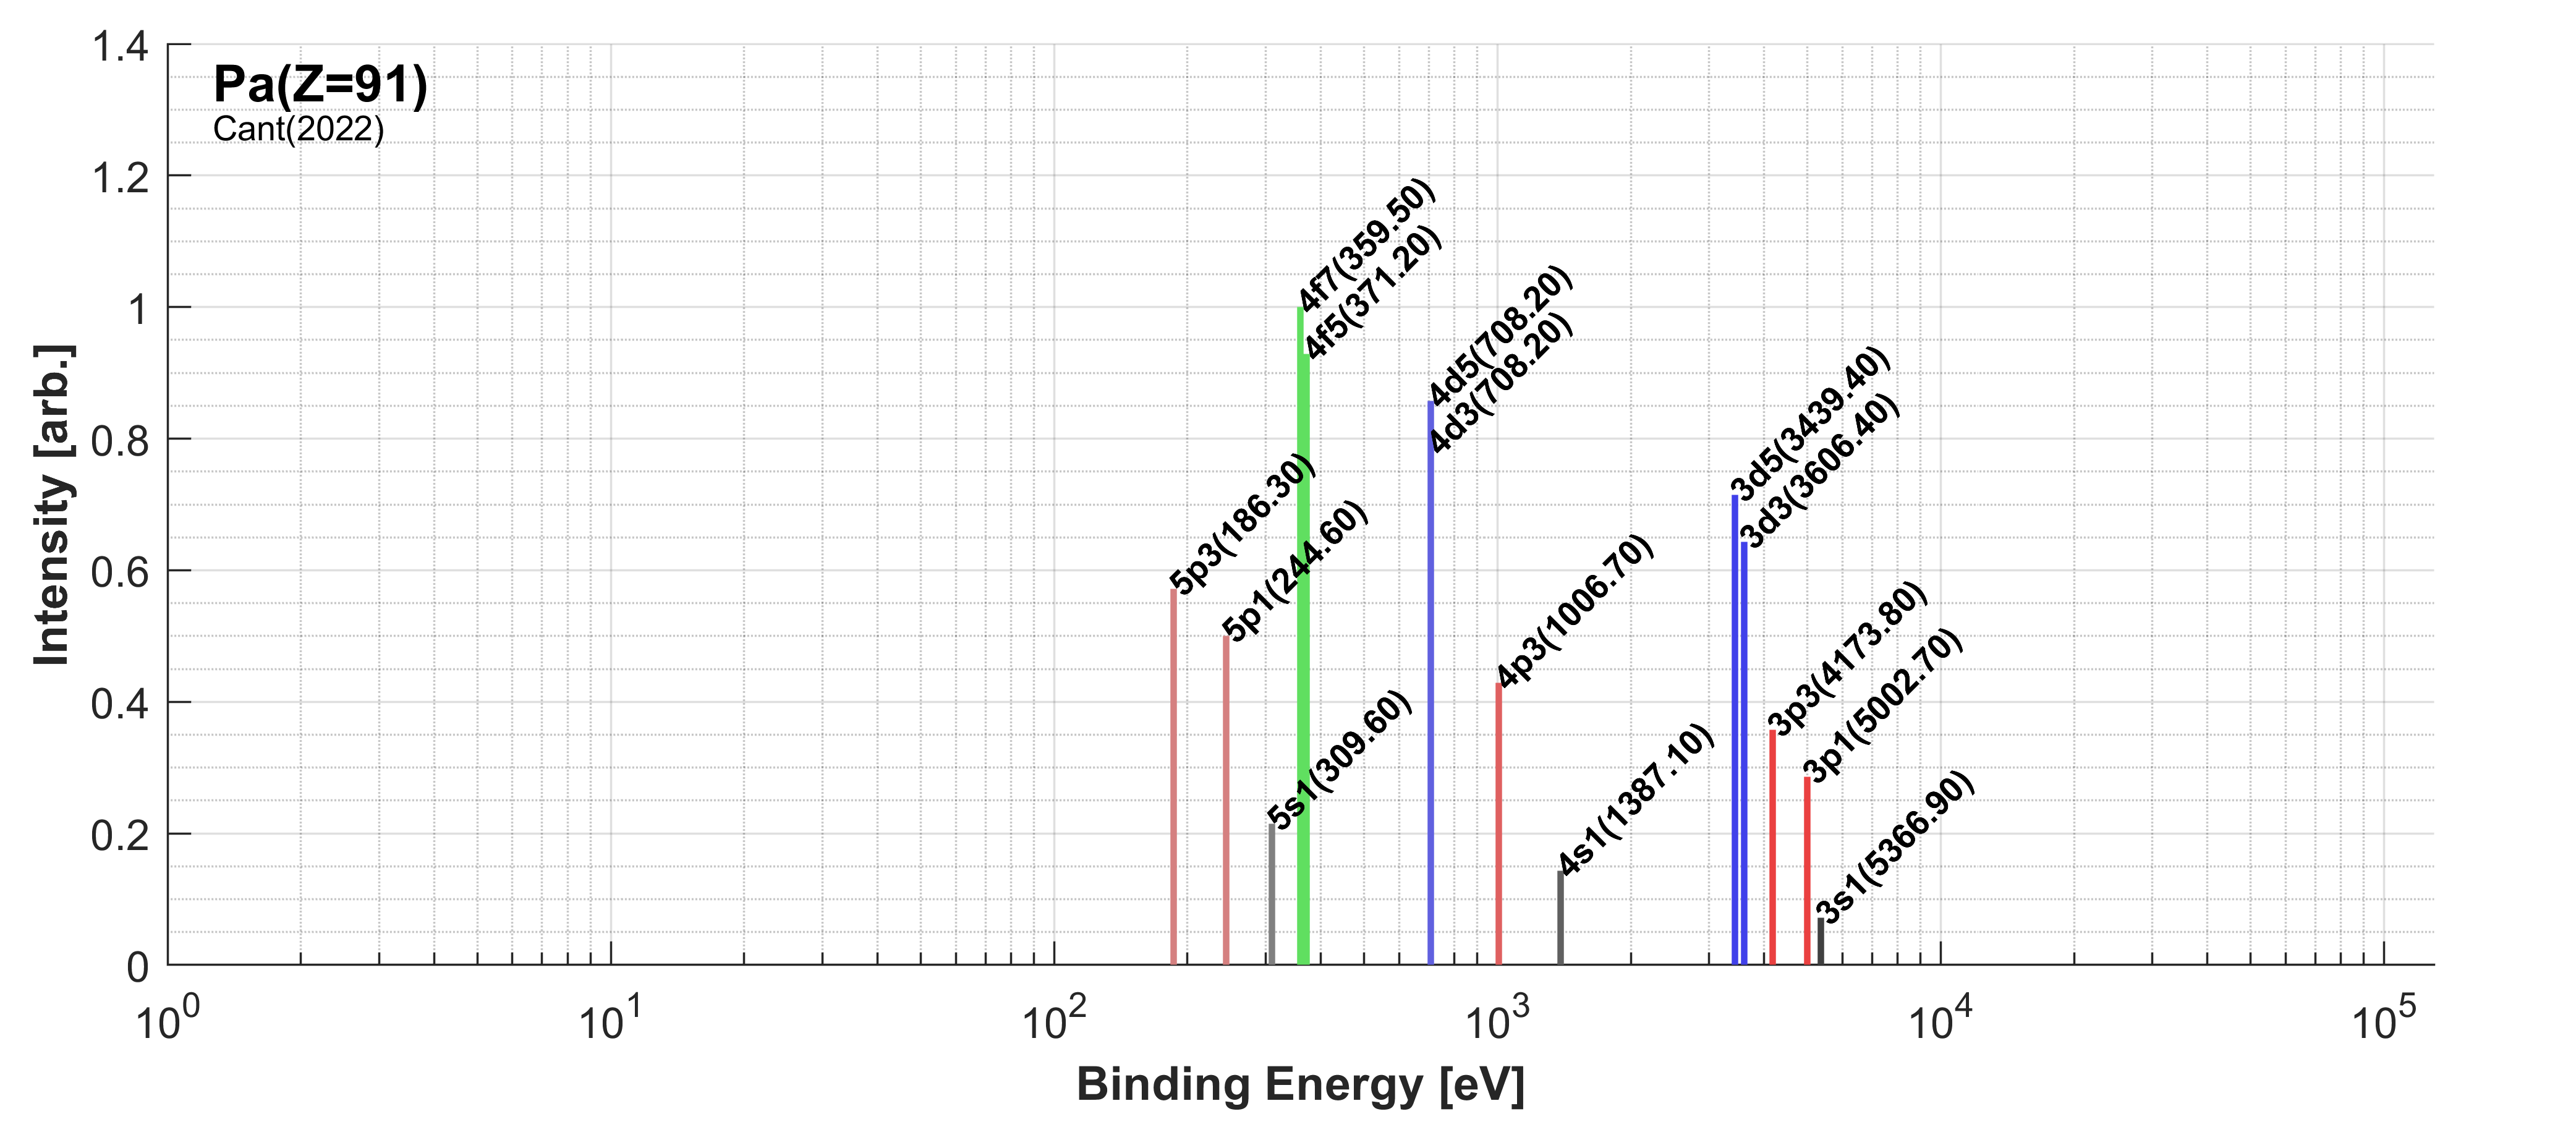 Pa(Z=91)
Cant(2022)
1.4
1.2
1
0.8
0.6
0.4
0.2
0
Intensity [arb.]
4f7(359.50)
4f5(371.20)
4d5(708.20)
4d3(708.20)
3d5(3439.40)
3d3(3606.40)
5p3(186.30)
5p1(244.60)
4p3(1006.70)
3p3(4173.80)
3p1(5002.70)
5s1(309.60)
4s1(1387.10)
3s1(5366.90)
10^0 10^1 10^2 10^3 10^4 10^5
Binding Energy [eV]